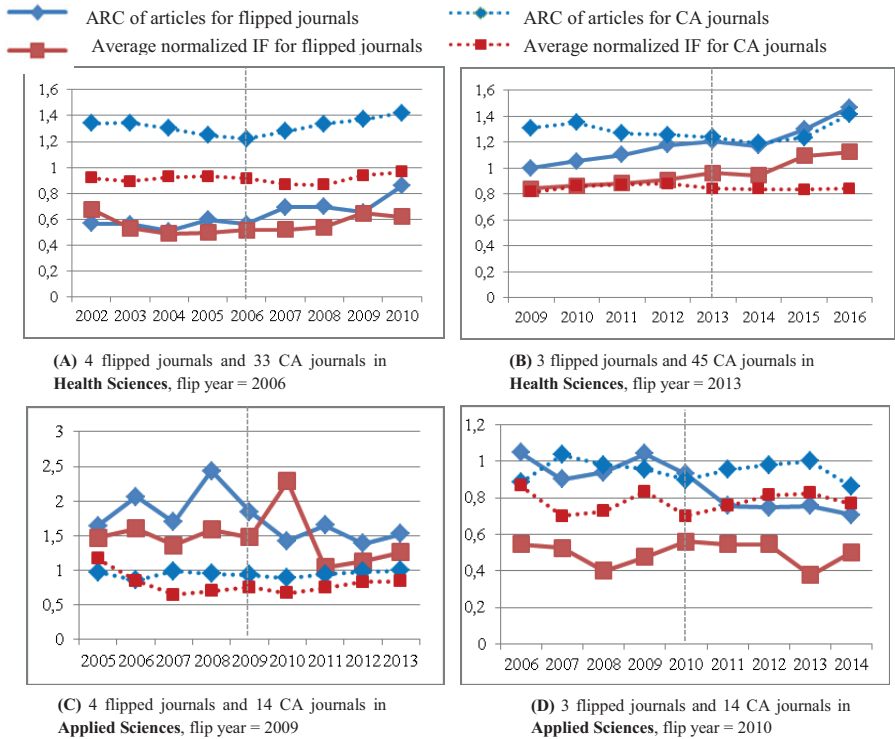 ARC of articles for flipped journals
ARC of articles for CA journals
Average normalized IF for flipped journals
Average normalized IF for CA journals
1,6
1,4
1,2
1
0,8
0,6
0,4
0,2
0
2002 2003 2004 2005 2006 2007 2008 2009 2010
(A) 4 flipped journals and 33 CA journals in
Health Sciences, flip year = 2006
1,6
1,4
1,2
1
0,8
0,6
0,4
0,2
0
2009 2010 2011 2012 2013 2014 2015 2016
(B) 3 flipped journals and 45 CA journals in
Health Sciences, flip year = 2013
3
2,5
2
1,5
1
0,5
0
2005 2006 2007 2008 2009 2010 2011 2012 2013
(C) 4 flipped journals and 14 CA journals in
Applied Sciences, flip year = 2009
1,2
1
0,8
0,6
0,4
0,2
0
2006 2007 2008 2009 2010 2011 2012 2013 2014
(D) 3 flipped journals and 14 CA journals in
Applied Sciences, flip year = 2010